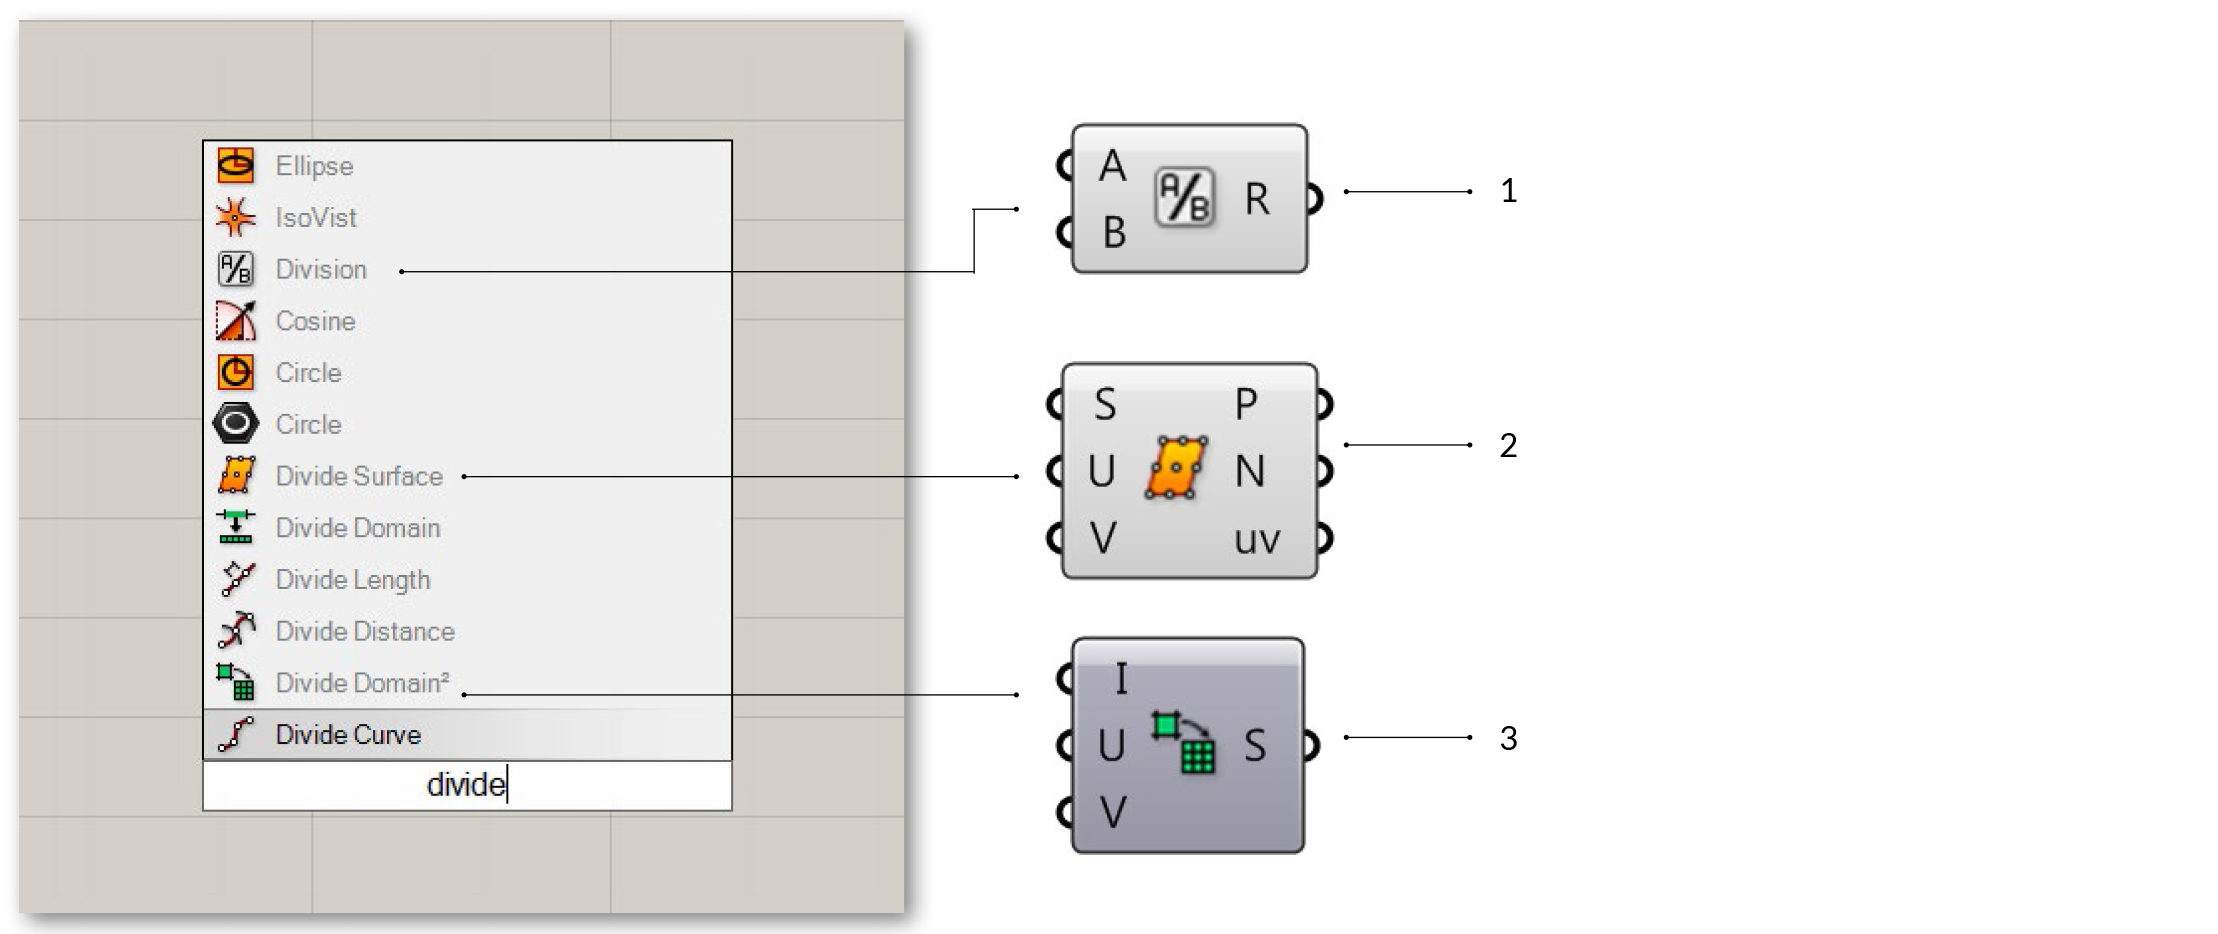 Ellipse
IsoVist
A/B Division
Cosine
Circle
Circle
Divide Surface
Divide Domain
Divide Length
Divide Distance
Divide Domain²
Divide Curve
divide
A
B
A/B
R
1
S
U
V
P
N
uv
2
I
U
V
S
3